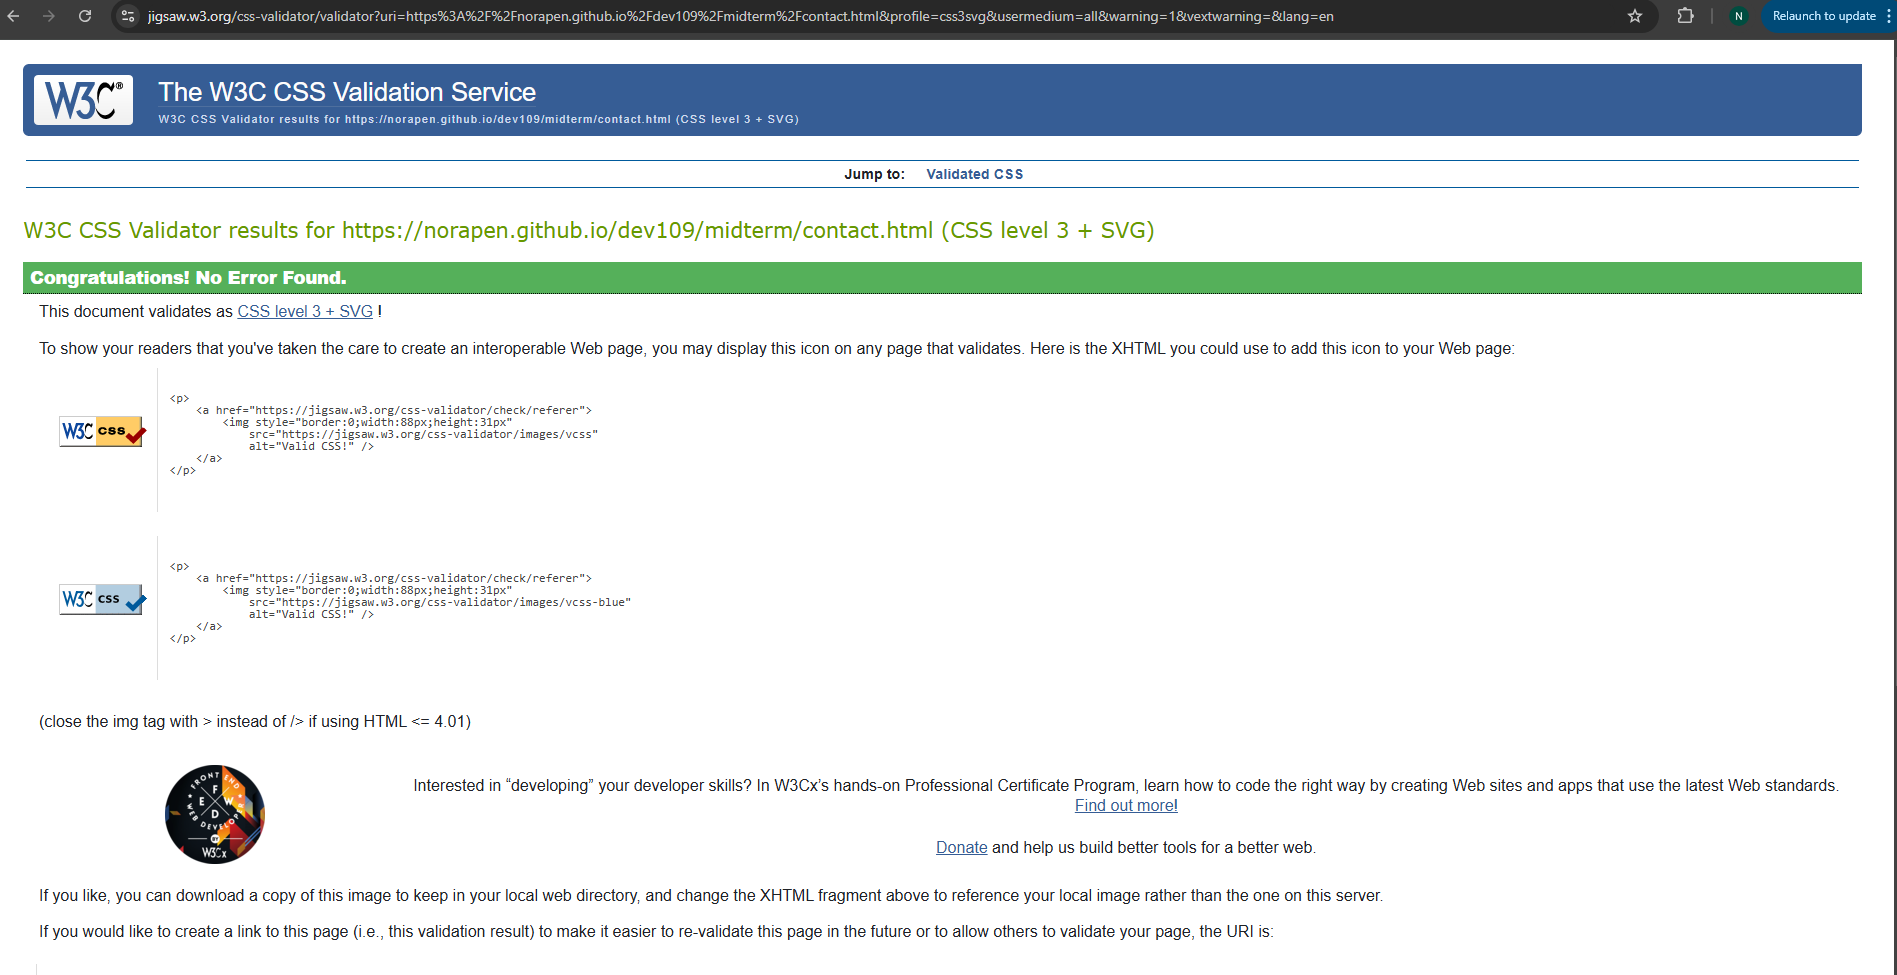 jigsaw.w3.org/css-validator/validator?uri=https%3A%2F%2Fnorapen.github.io%2Fdev109%2Fmidterm%2Fcontact.html&profile=css3svg&usermedium=all&warning=1&vextwarning=&lang=en
N
Relaunch to update
W3C®
The W3C CSS Validation Service
W3C CSS Validator results for https://norapen.github.io/dev109/midterm/contact.html (CSS level 3 + SVG)
Jump to: Validated CSS
W3C CSS Validator results for https://norapen.github.io/dev109/midterm/contact.html (CSS level 3 + SVG)
Congratulations! No Error Found.
This document validates as CSS level 3 + SVG !
To show your readers that you've taken the care to create an interoperable Web page, you may display this icon on any page that validates. Here is the XHTML you could use to add this icon to your Web page:
W3C css
<p>
<a href="https://jigsaw.w3.org/css-validator/check/referer">
<img style="border:0;width:88px;height:31px"
src="https://jigsaw.w3.org/css-validator/images/vcss"
alt="Valid CSS!" />
</a>
</p>
W3C css
<p>
<a href="https://jigsaw.w3.org/css-validator/check/referer">
<img style="border:0;width:88px;height:31px"
src="https://jigsaw.w3.org/css-validator/images/vcss-blue"
alt="Valid CSS!" />
</a>
</p>
(close the img tag with > instead of /> if using HTML <= 4.01)
FRONT END
F
E W
D
WEB DEVELOPER
BY
W3Cx
Interested in “developing” your developer skills? In W3Cx’s hands-on Professional Certificate Program, learn how to code the right way by creating Web sites and apps that use the latest Web standards.
Find out more!
Donate and help us build better tools for a better web.
If you like, you can download a copy of this image to keep in your local web directory, and change the XHTML fragment above to reference your local image rather than the one on this server.
If you would like to create a link to this page (i.e., this validation result) to make it easier to re-validate this page in the future or to allow others to validate your page, the URI is: